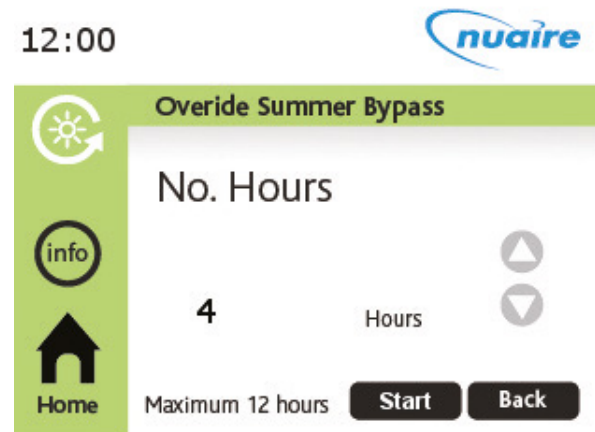 12:00
nuaire
Overide Summer Bypass
No. Hours
info
4
Hours
Home
Maximum 12 hours
Start
Back